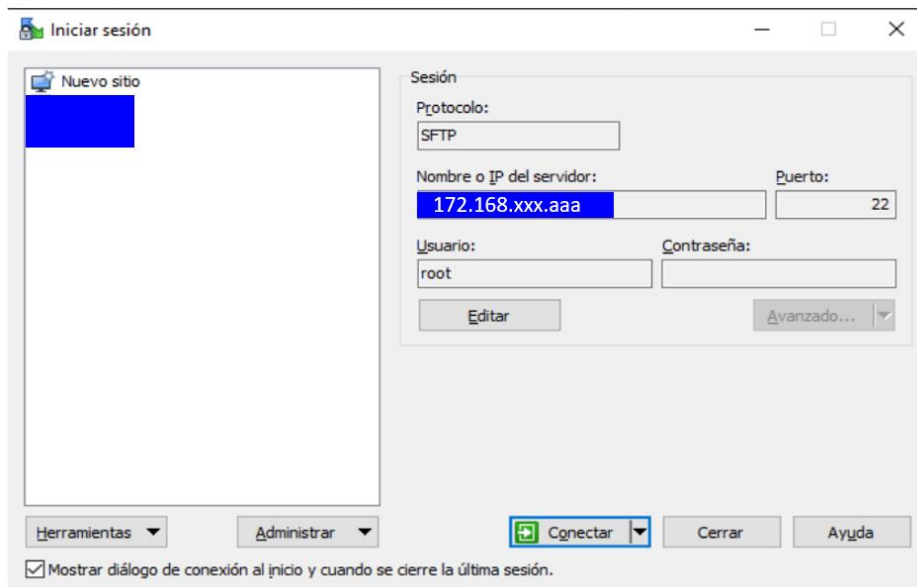 Iniciar sesión
Nuevo sitio
Sesión
Protocolo:
SFTP
Nombre o IP del servidor:
Puerto:
172.168.xxx.aaa
22
Usuario:
Contraseña:
root
Editar
Avanzado...
Herramientas
Administrar
Conectar
Cerrar
Ayuda
Mostrar diálogo de conexión al inicio y cuando se cierre la última sesión.